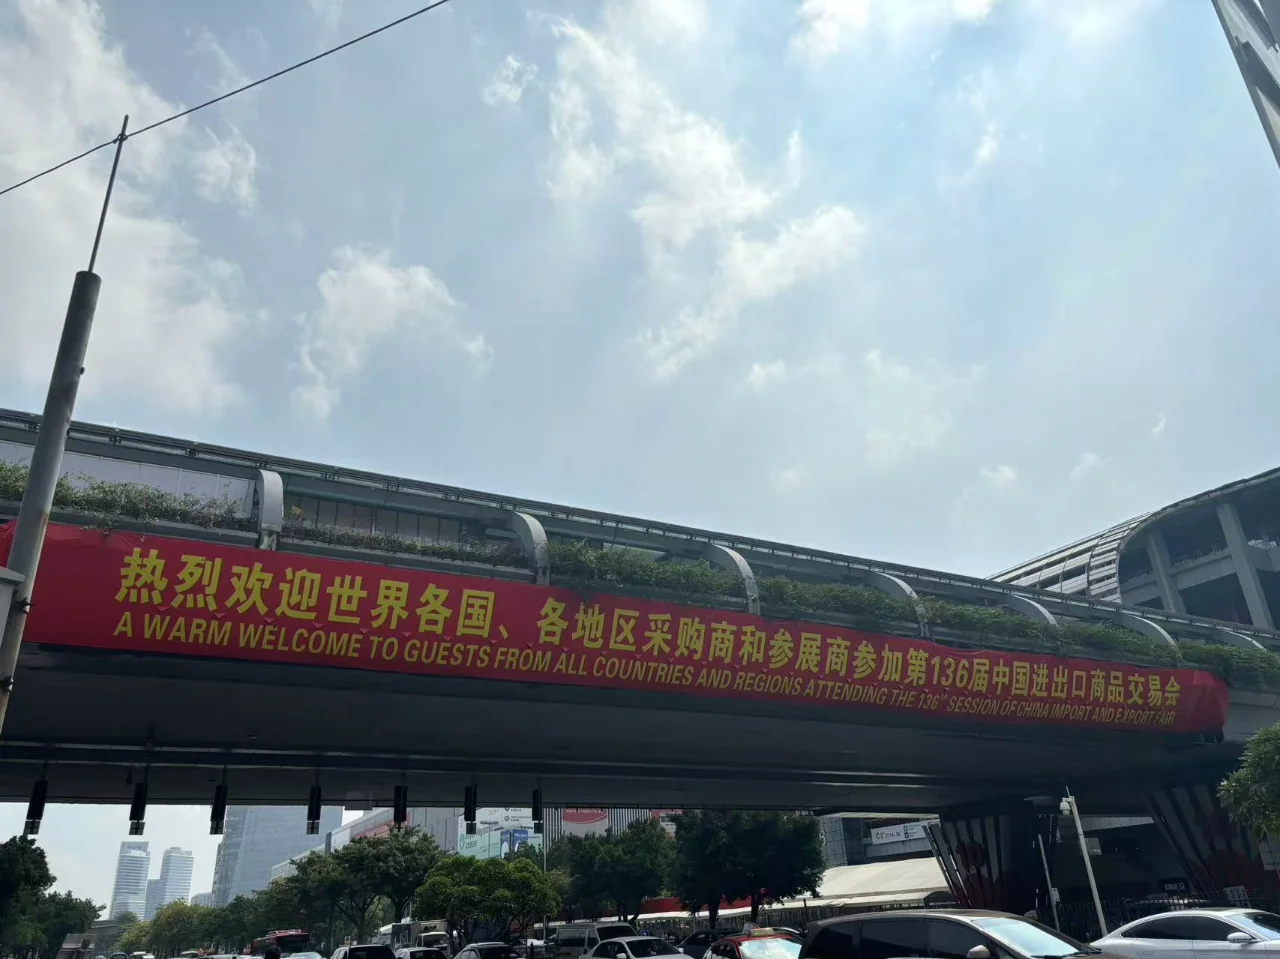 热烈欢迎世界各国、各地区采购商和参展商参加第136届中国进出口商品交易会
A WARM WELCOME TO GUESTS FROM ALL COUNTRIES AND REGIONS ATTENDING THE 136TH SESSION OF CHINA IMPORT AND EXPORT FAIR